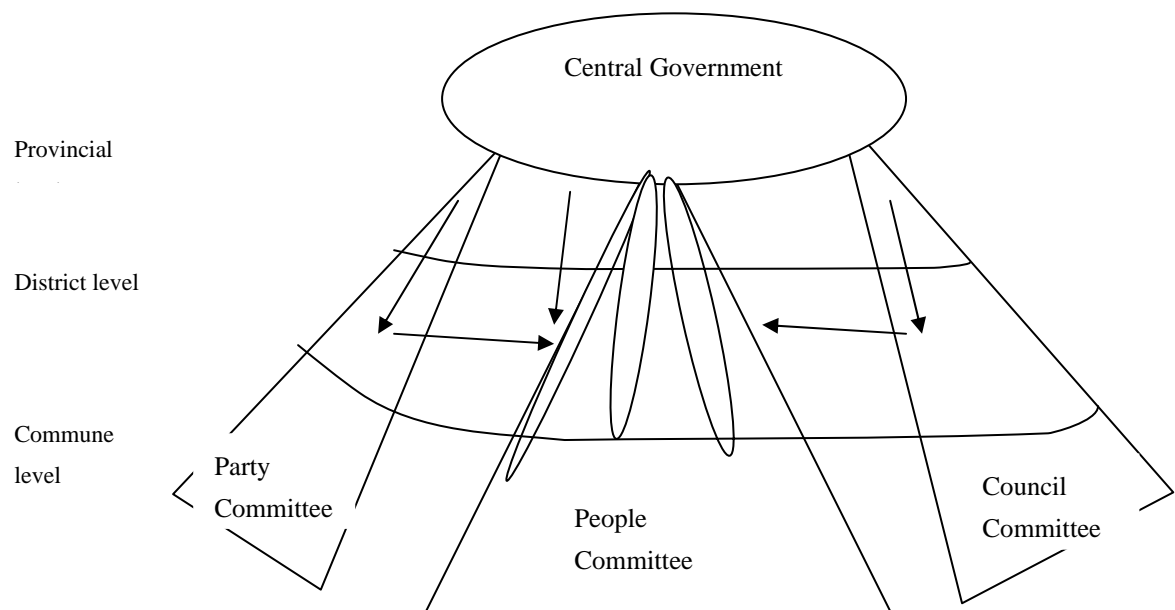 Central Government
Provincial
District level
Commune
level
Party
Committee
People
Committee
Council
Committee